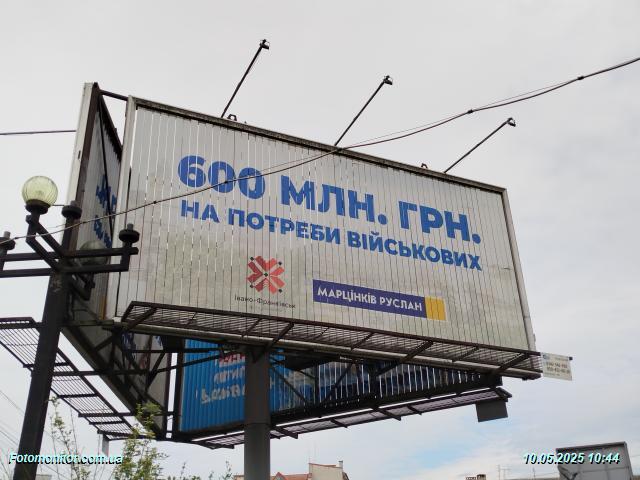 600 МЛН. ГРН.
НА ПОТРЕБИ ВІЙСЬКОВИХ
Івано-Франківськ
МАРЦІНКІВ РУСЛАН
Fotomonitor.com.ua
10.05.2025 10:44